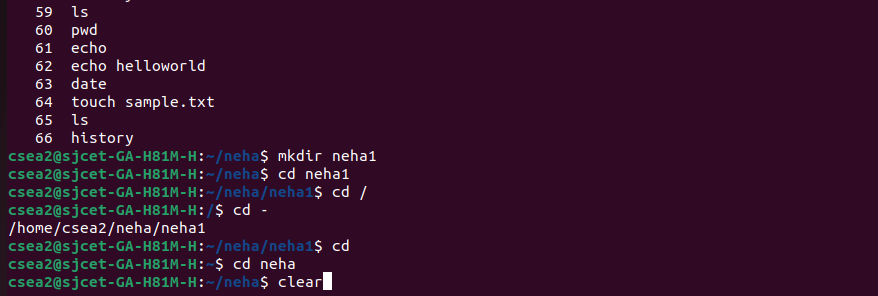 59 ls
60 pwd
61 echo
62 echo helloworld
63 date
64 touch sample.txt
65 ls
66 history
csea2@sjcet-GA-H81M-H:~/neha$ mkdir neha1
csea2@sjcet-GA-H81M-H:~/neha$ cd neha1
csea2@sjcet-GA-H81M-H:~/neha/neha1$ cd /
csea2@sjcet-GA-H81M-H:/$ cd -
/home/csea2/neha/neha1
csea2@sjcet-GA-H81M-H:~/neha/neha1$ cd
csea2@sjcet-GA-H81M-H:~$ cd neha
csea2@sjcet-GA-H81M-H:~/neha$ clear